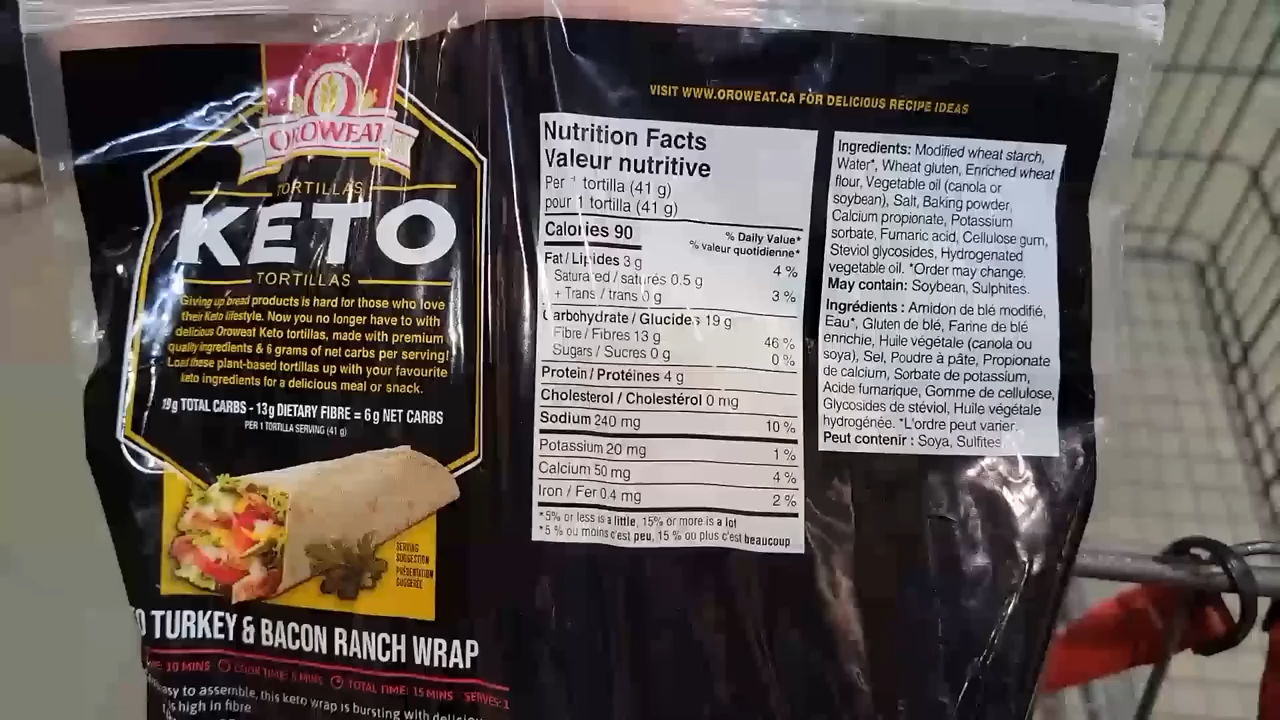 OROWEAT
TORTILLAS
KETO
TORTILLAS
Giving up bread products is hard for those who love
their Keto lifestyle. Now you no longer have to with
delicious Oroweat Keto tortillas, made with premium
quality ingredients & 6 grams of net carbs per serving!
Load these plant-based tortillas up with your favourite
keto ingredients for a delicious meal or snack.
19g TOTAL CARBS - 13g DIETARY FIBRE = 6g NET CARBS
PER 1 TORTILLA SERVING (41 g)
SERVING
SUGGESTION
PRÉSENTATION
SUGGÉRÉE
TURKEY & BACON RANCH WRAP
10 MINS COOK TIME: 5 MINS TOTAL TIME: 15 MINS SERVES: 1
easy to assemble, this keto wrap is bursting with
is high in fibre
VISIT WWW.OROWEAT.CA FOR DELICIOUS RECIPE IDEAS
Nutrition Facts
Valeur nutritive
Per 1 tortilla (41 g)
pour 1 tortilla (41 g)
Calories 90
% Daily Value*
% valeur quotidienne*
Fat / Lipides 3 g 4 %
Saturated / saturés 0.5 g
+ Trans / trans 0 g 3 %
Carbohydrate / Glucides 19 g
Fibre / Fibres 13 g 46 %
Sugars / Sucres 0 g 0 %
Protein / Protéines 4 g
Cholesterol / Cholestérol 0 mg
Sodium 240 mg 10 %
Potassium 20 mg 1 %
Calcium 50 mg 4 %
Iron / Fer 0.4 mg 2 %
*5% or less is a little, 15% or more is a lot
*5 % ou moins c'est peu, 15 % ou plus c'est beaucoup
Ingredients: Modified wheat starch,
Water*, Wheat gluten, Enriched wheat
flour, Vegetable oil (canola or
soybean), Salt, Baking powder,
Calcium propionate, Potassium
sorbate, Fumaric acid, Cellulose gum,
Steviol glycosides, Hydrogenated
vegetable oil. *Order may change.
May contain: Soybean, Sulphites.
Ingrédients : Amidon de blé modifié,
Eau*, Gluten de blé, Farine de blé
enrichie, Huile végétale (canola ou
soya), Sel, Poudre à pâte, Propionate
de calcium, Sorbate de potassium,
Acide fumarique, Gomme de cellulose,
Glycosides de stéviol, Huile végétale
hydrogénée. *L'ordre peut varier.
Peut contenir : Soya, Sulfites